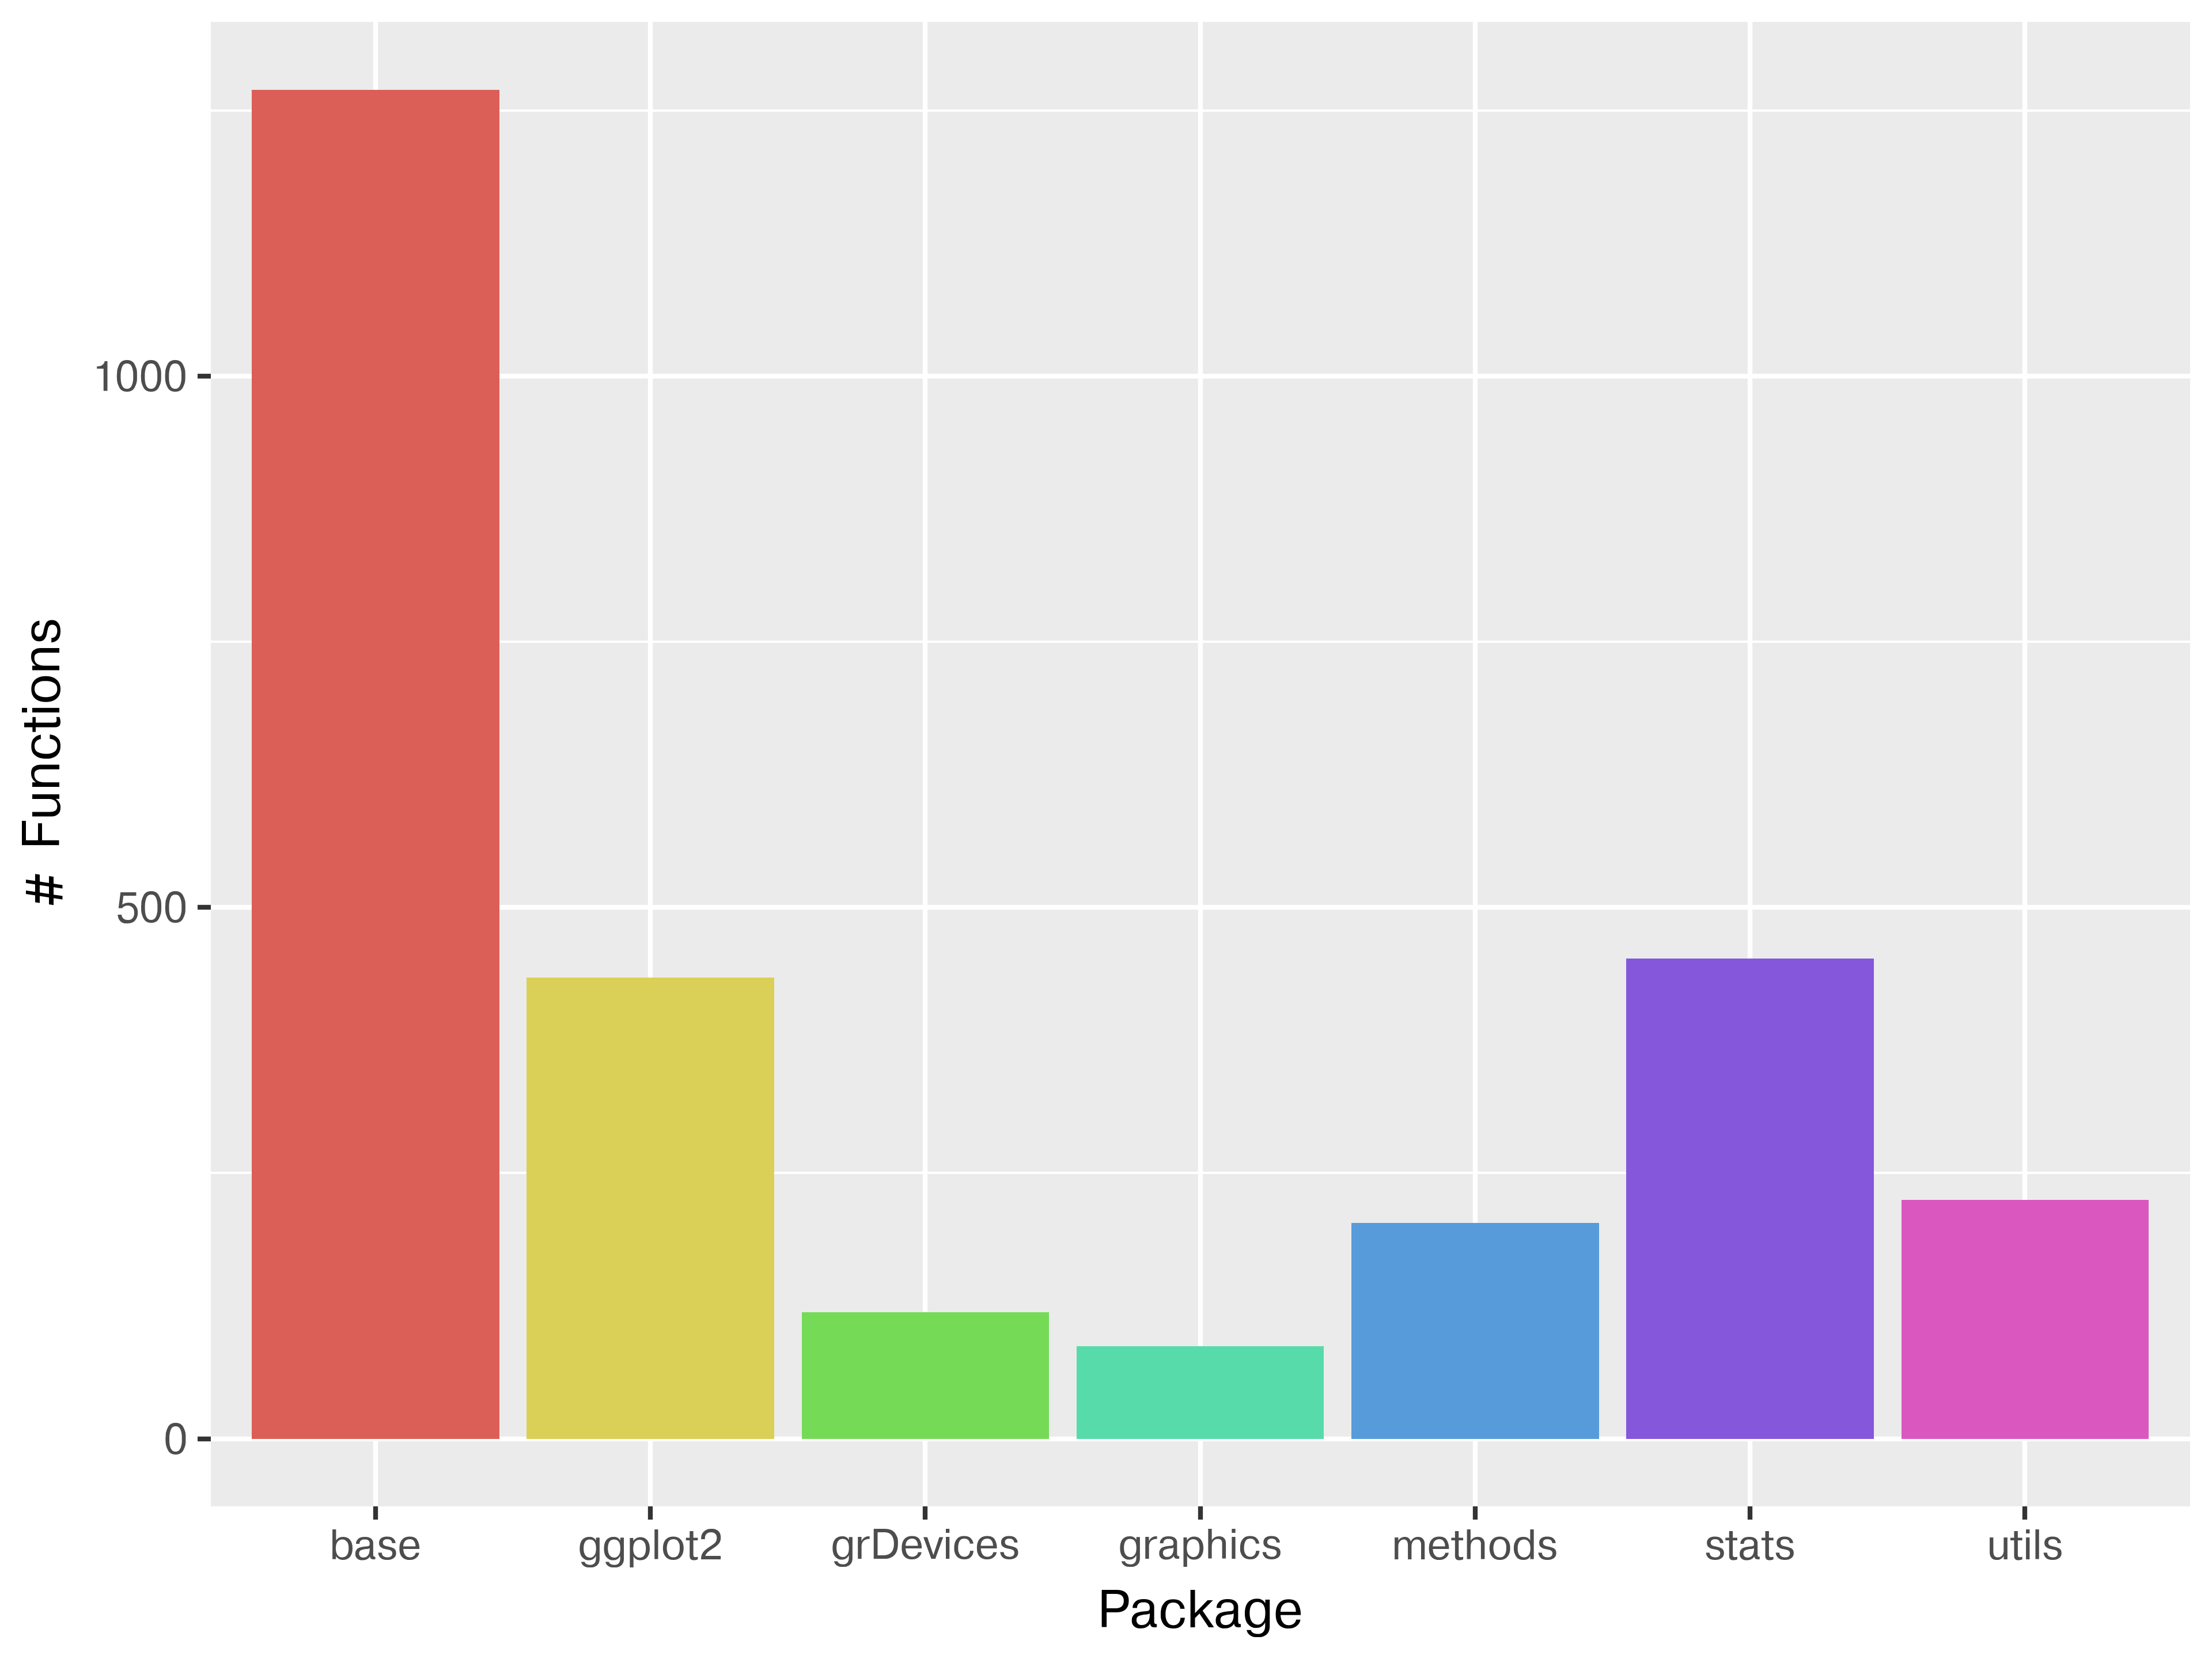 # Functions
1000
500
0
base ggplot2 grDevices graphics methods stats utils
Package